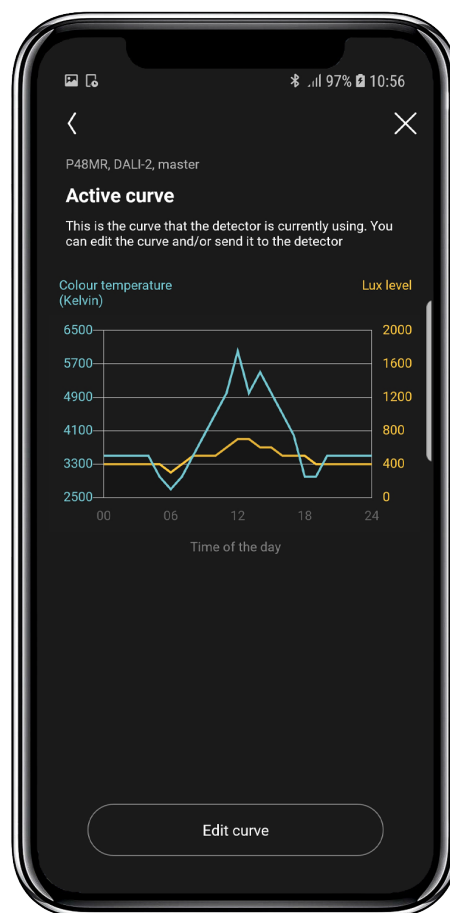 97% 10:56
P48MR, DALI-2, master
Active curve
This is the curve that the detector is currently using. You
can edit the curve and/or send it to the detector
Colour temperature
(Kelvin)
Lux level
6500 2000
5700 1600
4900 1200
4100 800
3300 400
2500 0
00 06 12 18 24
Time of the day
Edit curve